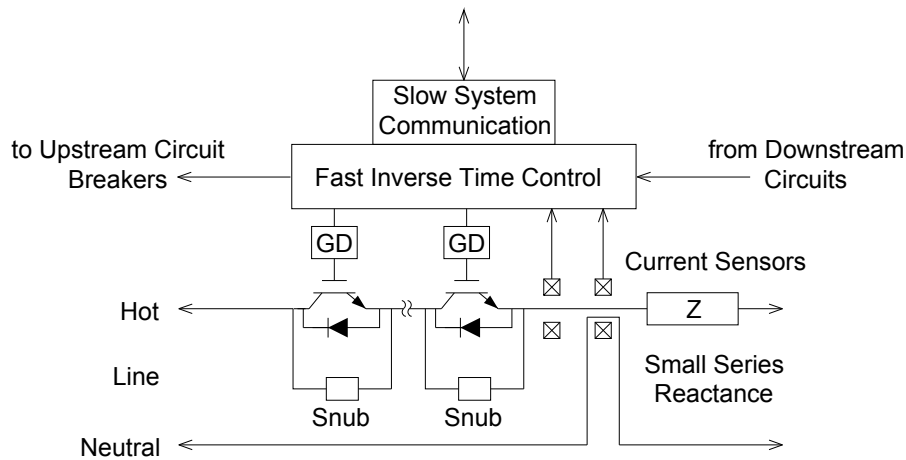 Slow System
Communication
to Upstream Circuit
Breakers
Fast Inverse Time Control
from Downstream
Circuits
GD
GD
Current Sensors
Hot
Z
Line
Small Series
Reactance
Snub
Snub
Neutral